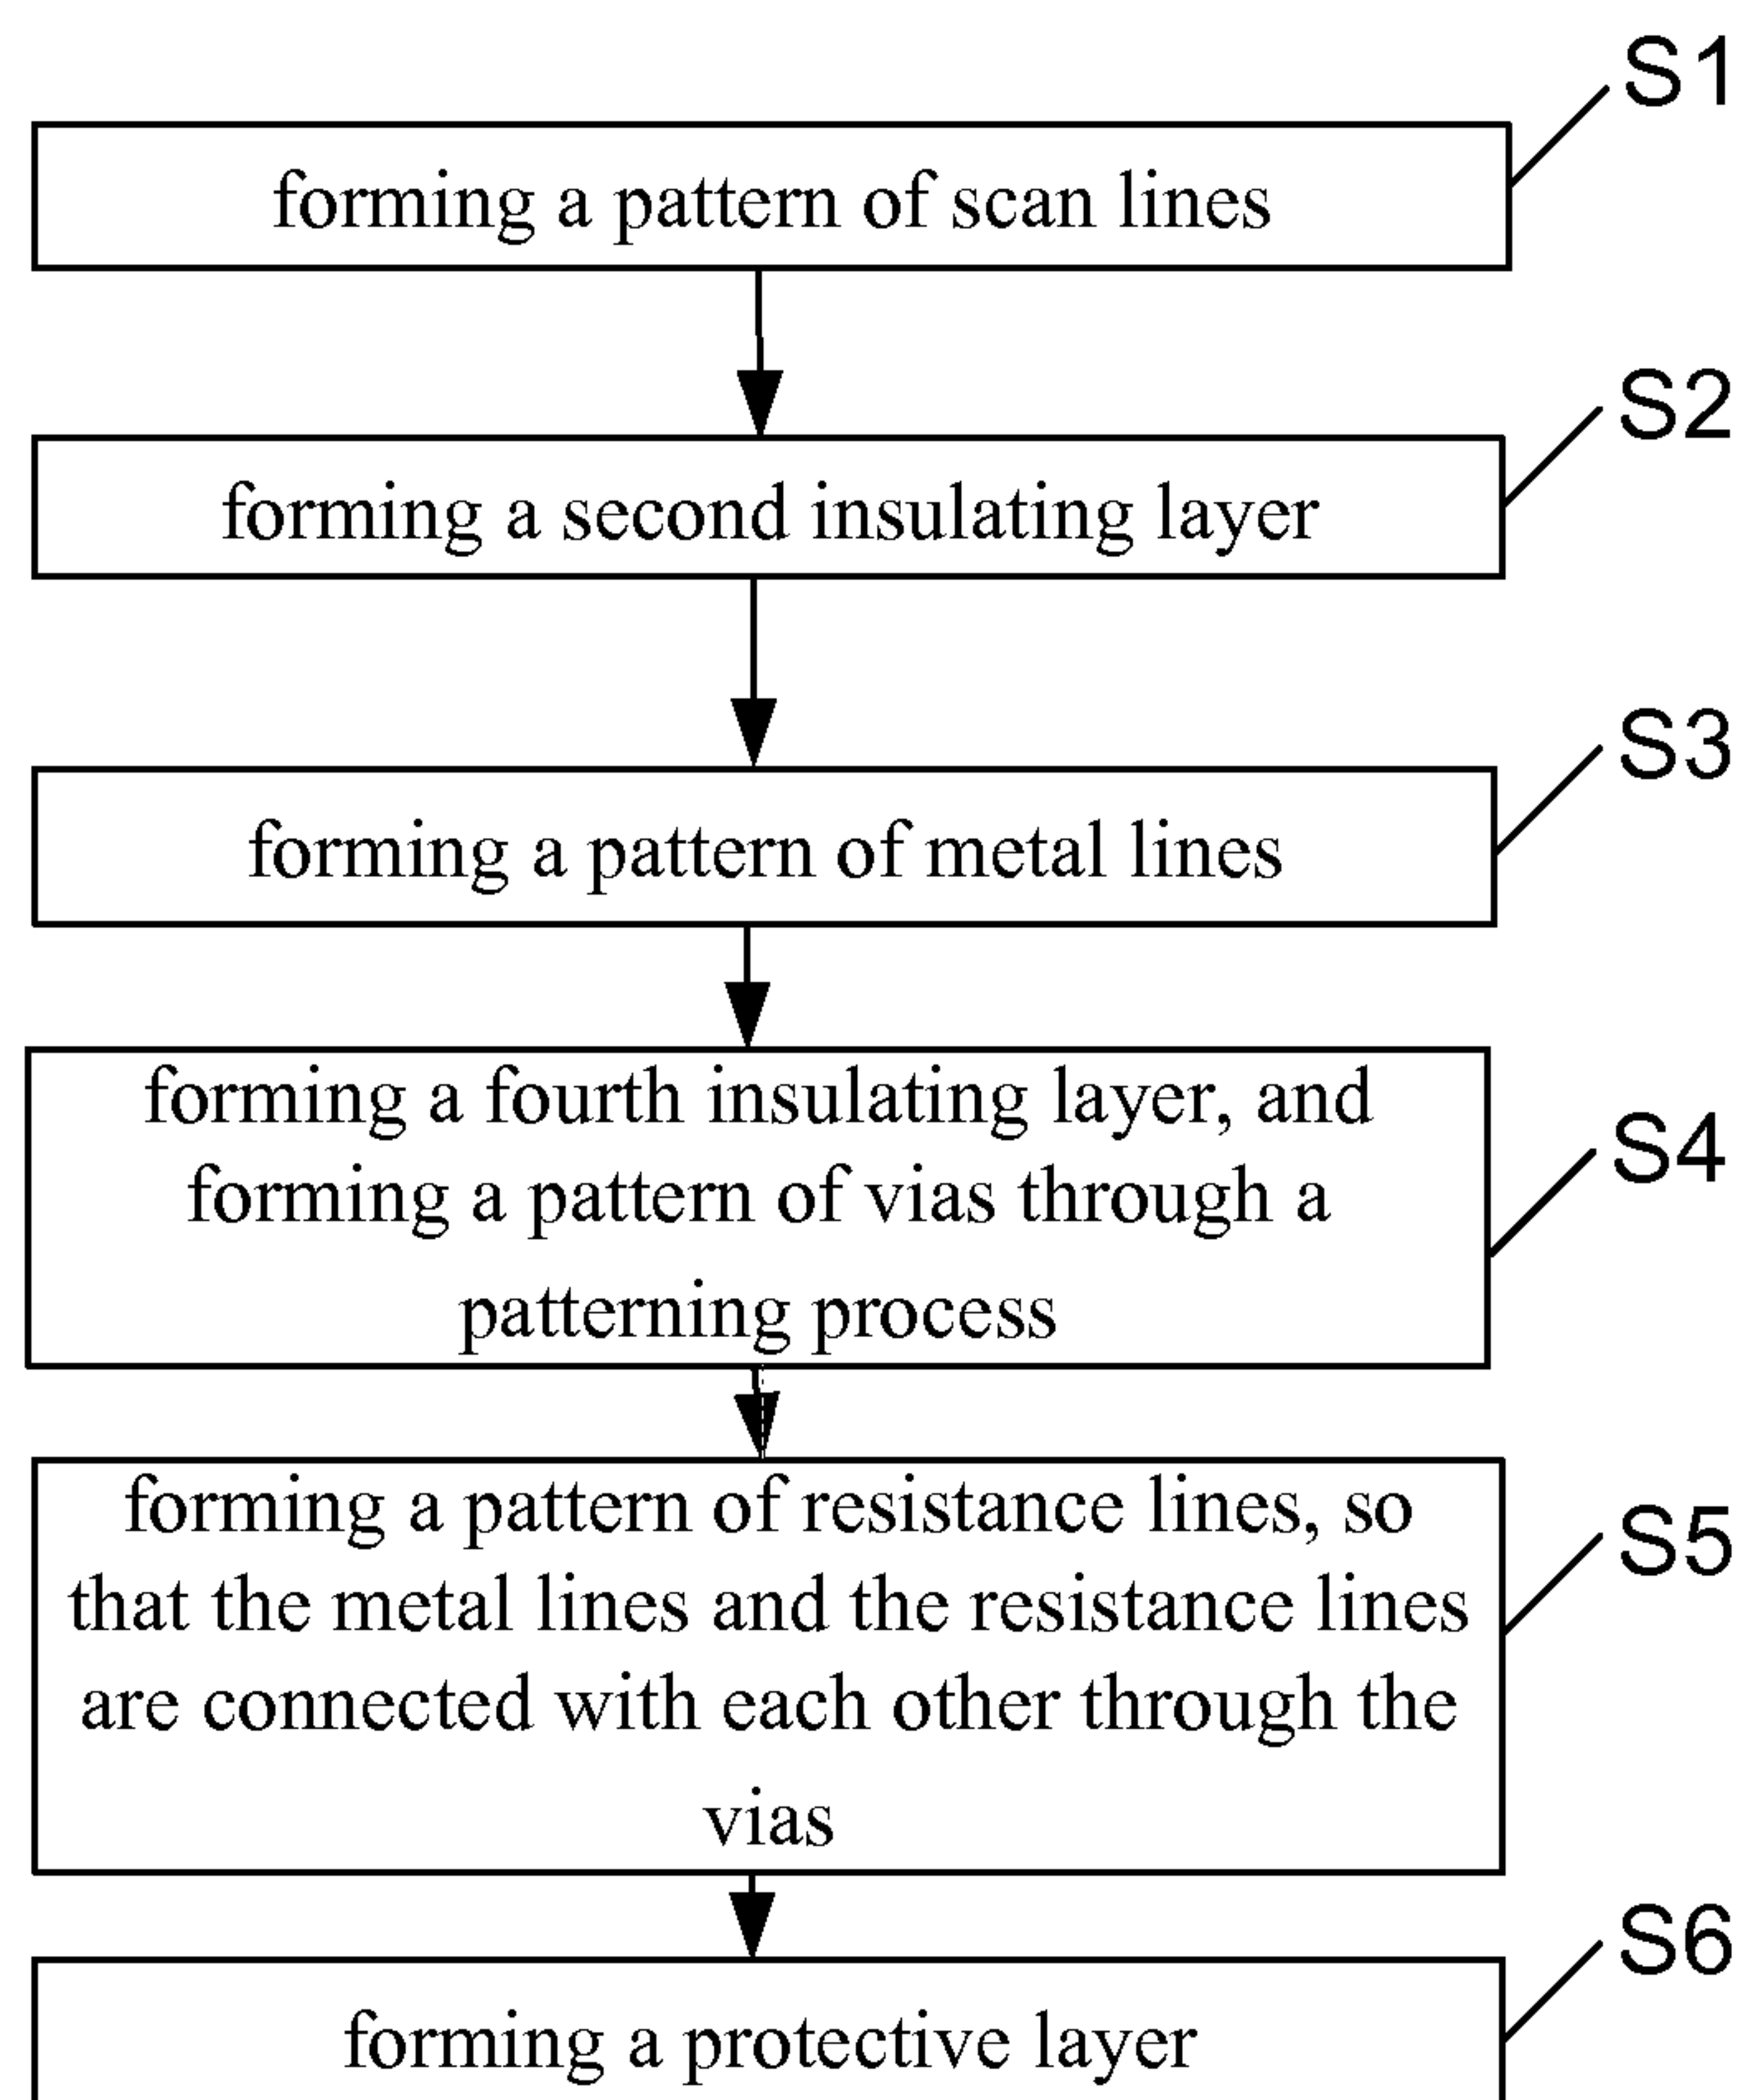 S1
forming a pattern of scan lines
S2
forming a second insulating layer
S3
forming a pattern of metal lines
forming a fourth insulating layer, and
S4
forming a pattern of vias through a
patterning process
forming a pattern of resistance lines, so
S5
that the metal lines and the resistance lines
are connected with each other through the
vias
S6
forming a protective layer